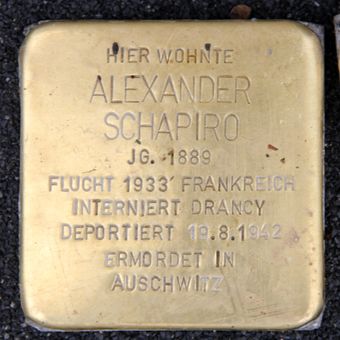 HIER WOHNTE
ALEXANDER
SCHAPIRO
JG. 1889
FLUCHT 1933 FRANKREICH
INTERNIERT DRANCY
DEPORTIERT 19.8.1942
ERMORDET IN
AUSCHWITZ